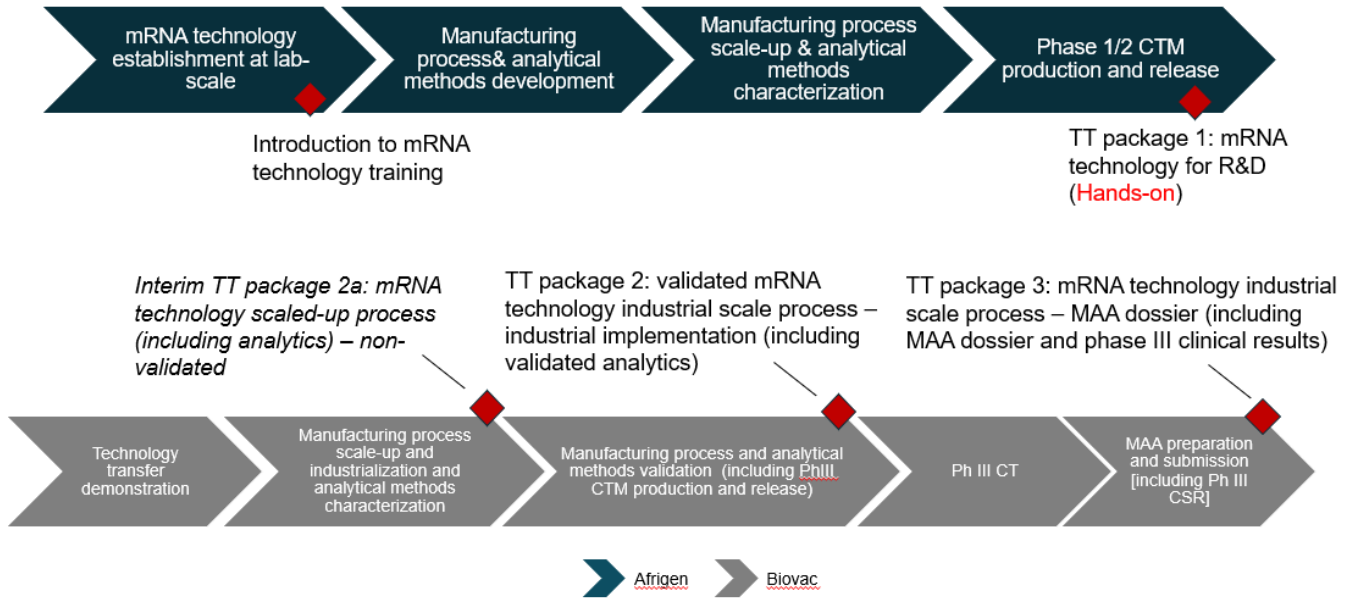 mRNA technology
establishment at lab-
scale
Manufacturing
process& analytical
methods development
Manufacturing process
scale-up & analytical
methods
characterization
Phase 1/2 CTM
production and release
Introduction to mRNA
technology training
TT package 1: mRNA
technology for R&D
(Hands-on)
Interim TT package 2a: mRNA
technology scaled-up process
(including analytics) – non-
validated
TT package 2: validated mRNA
technology industrial scale process –
industrial implementation (including
validated analytics)
TT package 3: mRNA technology industrial
scale process – MAA dossier (including
MAA dossier and phase III clinical results)
Technology
transfer
demonstration
Manufacturing process
scale-up and
industrialization and
analytical methods
characterization
Manufacturing process and analytical
methods validation (including PhIII
CTM production and release)
Ph III CT
MAA preparation
and submission
[including Ph III
CSR]
Afrigen
Biovac